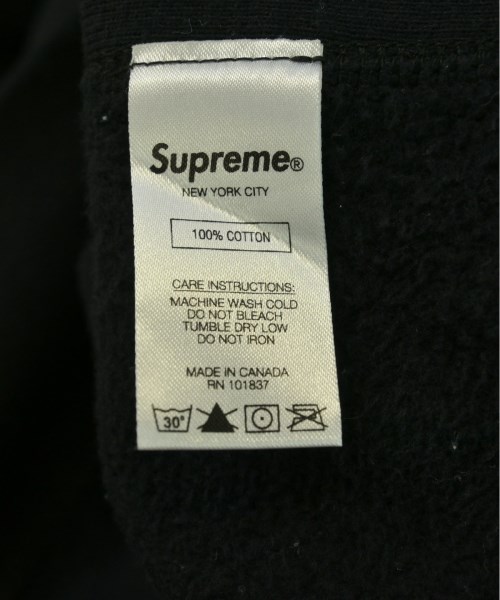 Supreme®
NEW YORK CITY
100% COTTON
CARE INSTRUCTIONS:
MACHINE WASH COLD
DO NOT BLEACH
TUMBLE DRY LOW
DO NOT IRON
MADE IN CANADA
RN 101837
30°